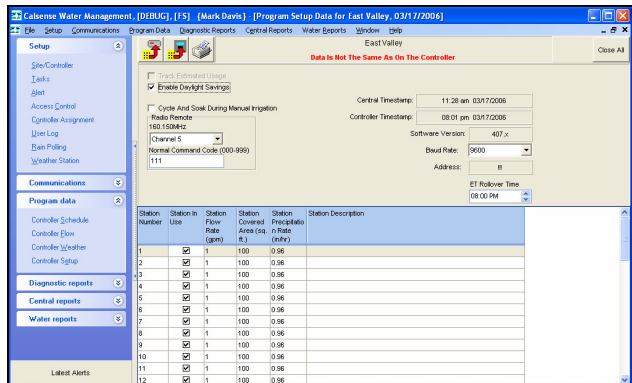 Calsense Water Management, [DEBUG], [FS] {Mark Davis} - [Program Setup Data for East Valley, 03/17/2006]
File Setup Communications Program Data Diagnostic Reports Central Reports Water Reports Window Help
East Valley
Data Is Not The Same As On The Controller
Close All
Setup
Site/Controller
Tasks
Alert
Access Control
Controller Assignment
User Log
Rain Polling
Weather Station
Communications
Program data
Controller Schedule
Controller Flow
Controller Weather
Controller Setup
Diagnostic reports
Central reports
Water reports
Latest Alerts
Track Estimated Usage
Enable Daylight Savings
Cycle And Soak During Manual Irrigation
Radio Remote
160.150MHz
Channel 5
Normal Command Code (000-999)
111
Central Timestamp: 11:28 am 03/17/2006
Controller Timestamp: 08:01 pm 03/17/2006
Software Version: 407.x
Baud Rate: 9600
Address: !!!
ET Rollover Time
08:00 PM
Station Number Station In Use Station Flow Rate (gpm) Station Covered Area (sq. ft.) Station Precipitatio n Rate (in/hr) Station Description
1 1 100 0.96
2 1 100 0.96
3 1 100 0.96
4 1 100 0.96
5 1 100 0.96
6 1 100 0.96
7 1 100 0.96
8 1 100 0.96
9 1 100 0.96
10 1 100 0.96
11 1 100 0.96
12 1 100 0.96